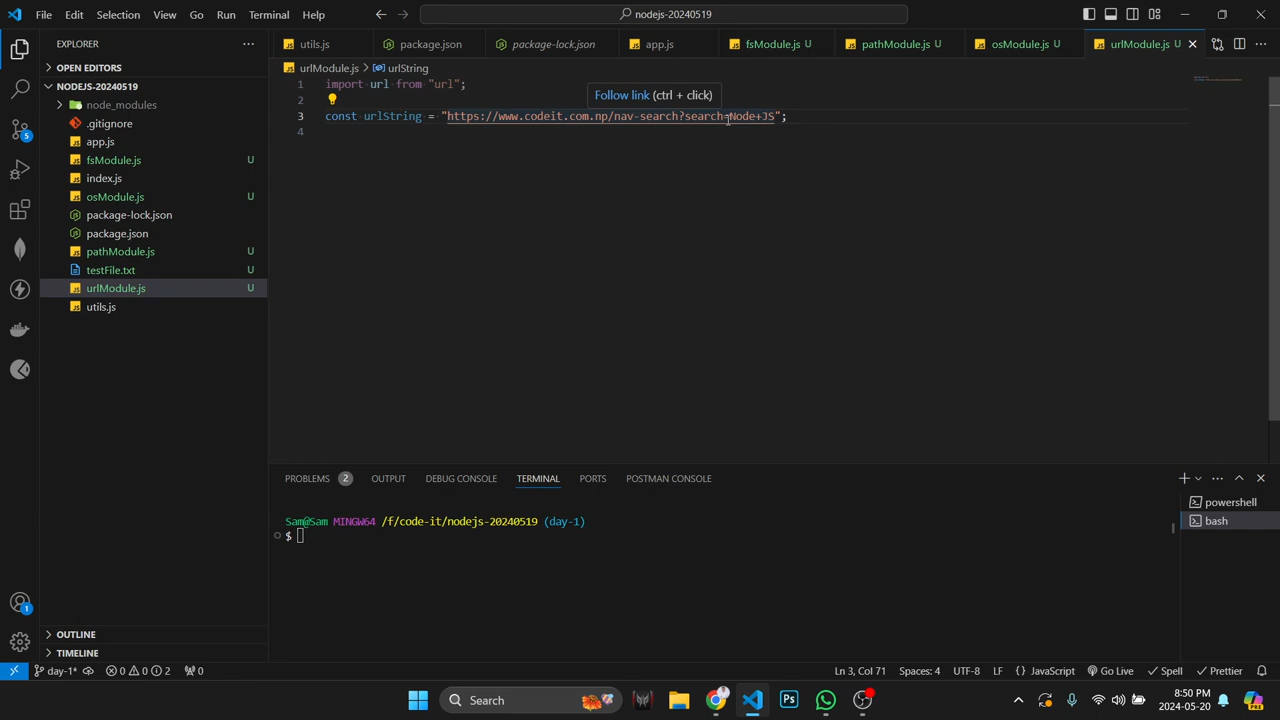 File Edit Selection View Go Run Terminal Help
nodejs-20240519
EXPLORER
utils.js
package.json
package-lock.json
app.js
fsModule.js U
pathModule.js U
osModule.js U
urlModule.js U
OPEN EDITORS
NODEJS-20240519
node_modules
.gitignore
app.js
fsModule.js U
index.js
osModule.js U
package-lock.json
package.json
pathModule.js U
testFile.txt U
urlModule.js U
utils.js
OUTLINE
TIMELINE
urlModule.js > urlString
1 import url from "url";
2
Follow link (ctrl + click)
3 const urlString = "https://www.codeit.com.np/nav-search?search=Node+JS";
4
PROBLEMS 2 OUTPUT DEBUG CONSOLE TERMINAL PORTS POSTMAN CONSOLE
Sam@Sam MINGW64 /f/code-it/nodejs-20240519 (day-1)
$
powershell
bash
5
1
day-1* 0 0 2 0
Ln 3, Col 71 Spaces: 4 UTF-8 LF {} JavaScript Go Live Spell Prettier
Search
Ps
8:50 PM
2024-05-20
PRE